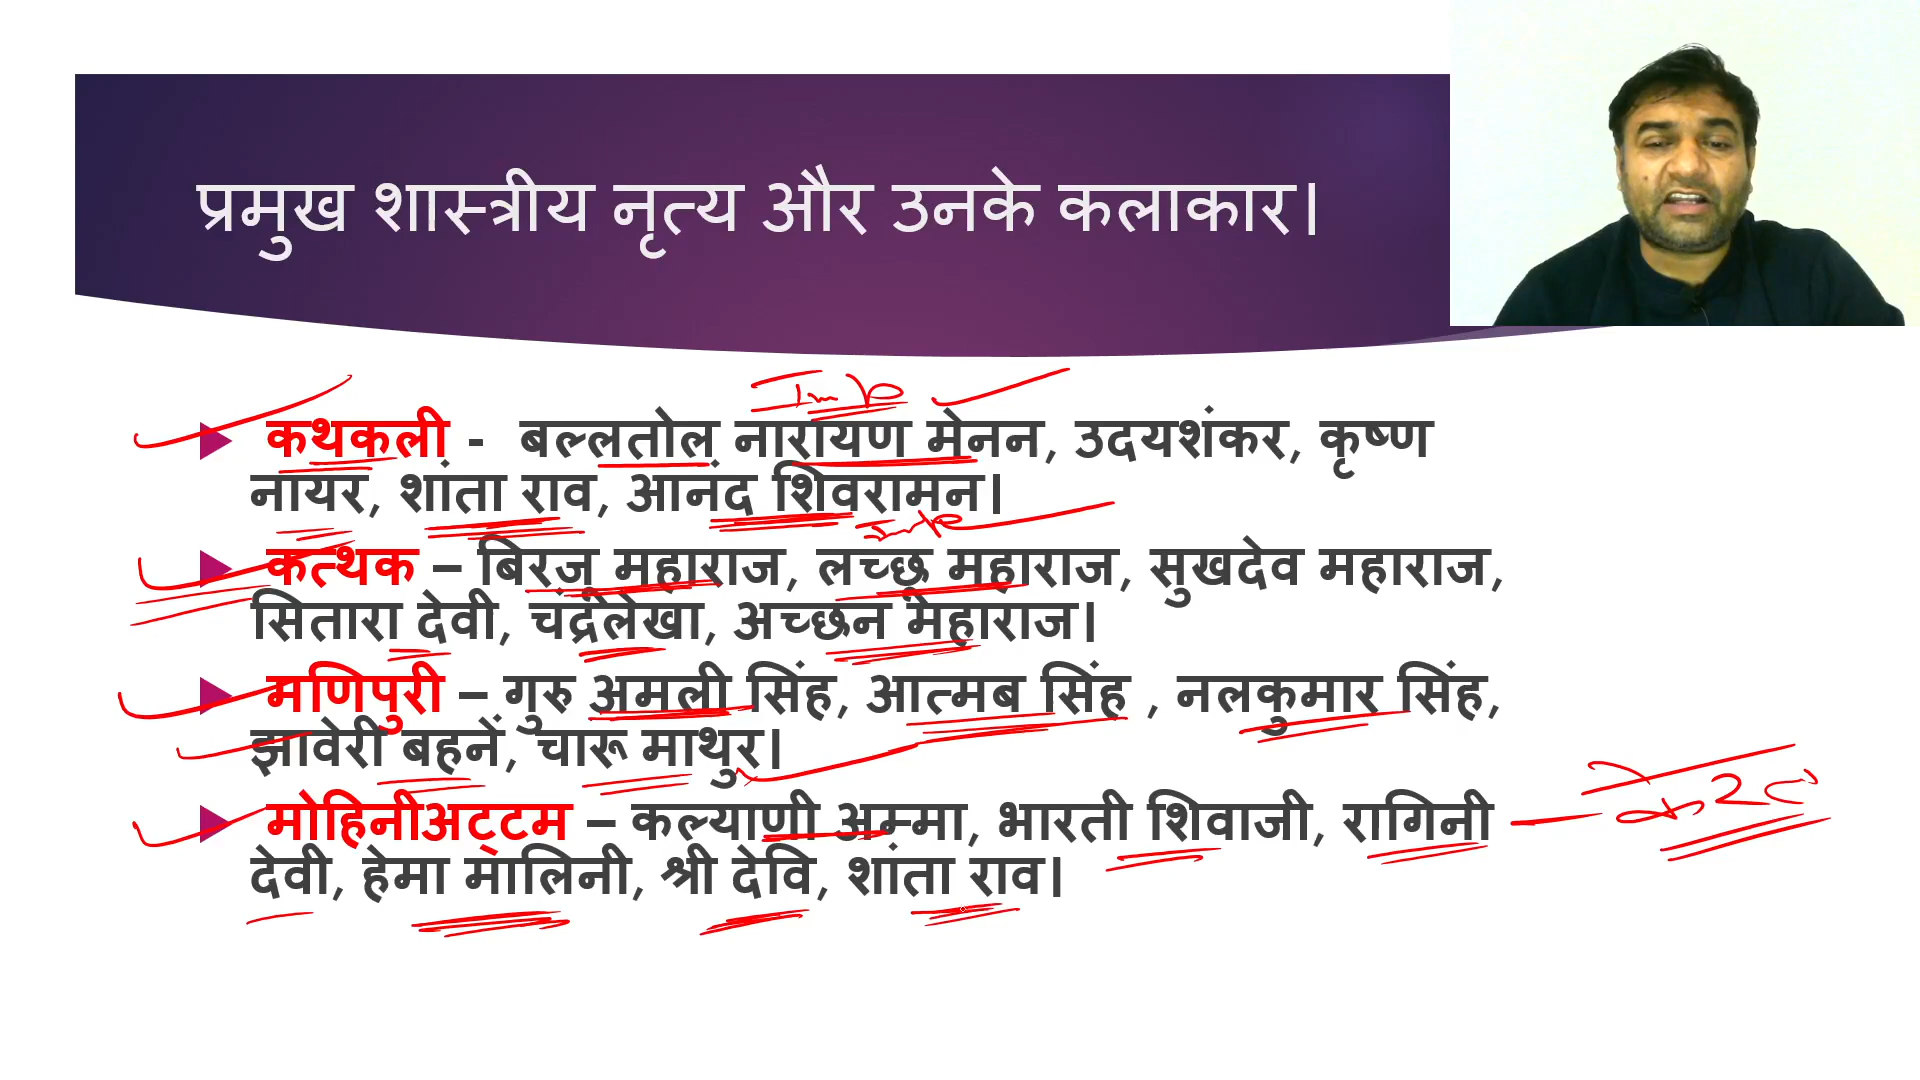 प्रमुख शास्त्रीय नृत्य और उनके कलाकार।
Imp
कथकली - बल्लतोल नारायण मेनन, उदयशंकर, कृष्ण
नायर, शांता राव, आनंद शिवरामन।
Imp
कत्थक – बिरजू महाराज, लच्छू महाराज, सुखदेव महाराज,
सितारा देवी, चंद्रलेखा, अच्छन महाराज।
मणिपुरी – गुरु अमली सिंह, आत्मब सिंह , नलकुमार सिंह,
झावेरी बहनें, चारू माथुर।
मोहिनीअट्टम – कल्याणी अम्मा, भारती शिवाजी, रागिनी
देवी, हेमा मालिनी, श्री देवि, शांता राव।